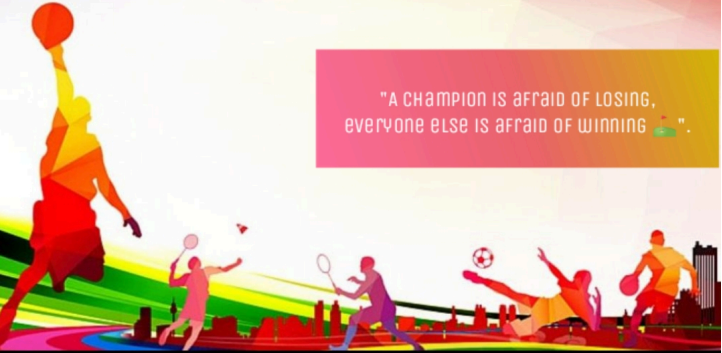 "A CHAMPION IS AFRAID OF LOSING,
EVERYONE ELSE IS AFRAID OF WINNING ⛳".